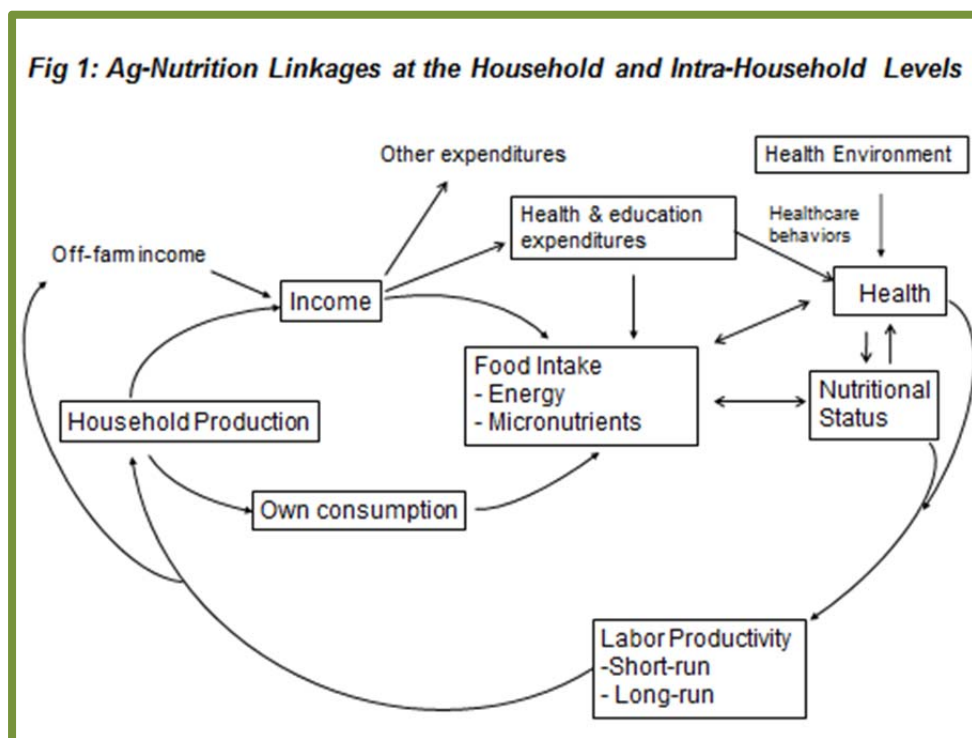 Fig 1: Ag-Nutrition Linkages at the Household and Intra-Household Levels
Other expenditures
Health Environment
Health & education
expenditures
Healthcare
behaviors
Off-farm income
Income
Health
Food Intake
- Energy
- Micronutrients
Nutritional
Status
Household Production
Own consumption
Labor Productivity
-Short-run
- Long-run